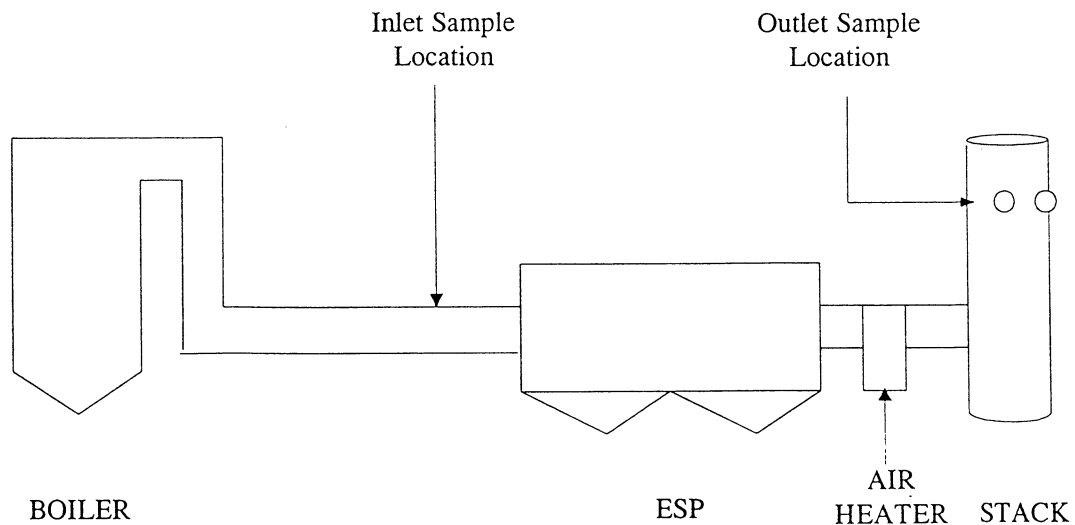 Inlet Sample
Location
Outlet Sample
Location
BOILER
ESP
AIR
HEATER
STACK